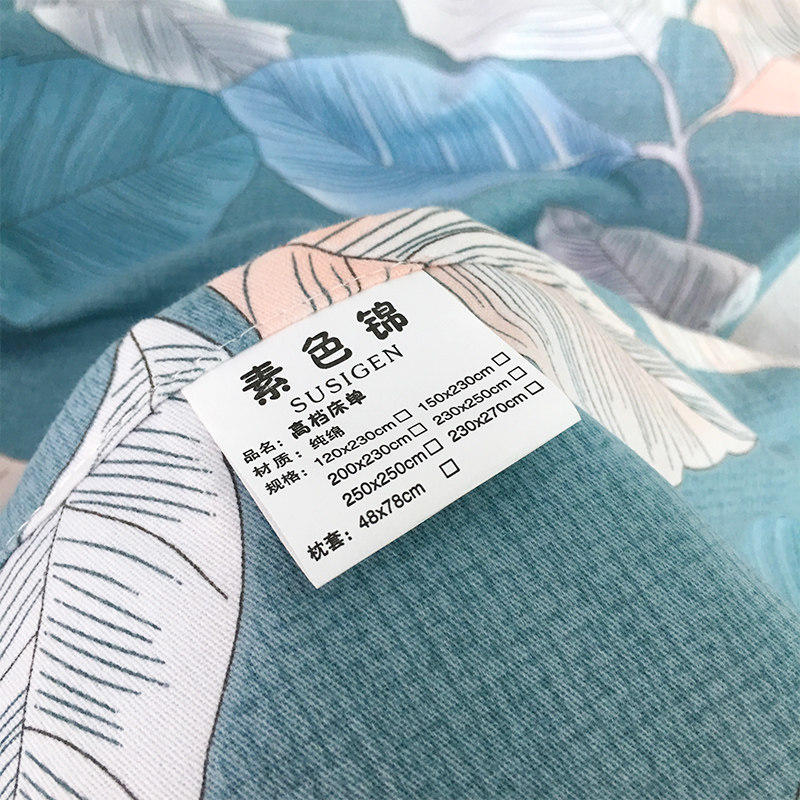 素色锦
SUSIGEN
品名：高档床单
材质：纯绵
规格：120x230cm□ 150x230cm□
200x230cm□ 230x250cm□
250x250cm□ 230x270cm□
枕套：48x78cm □